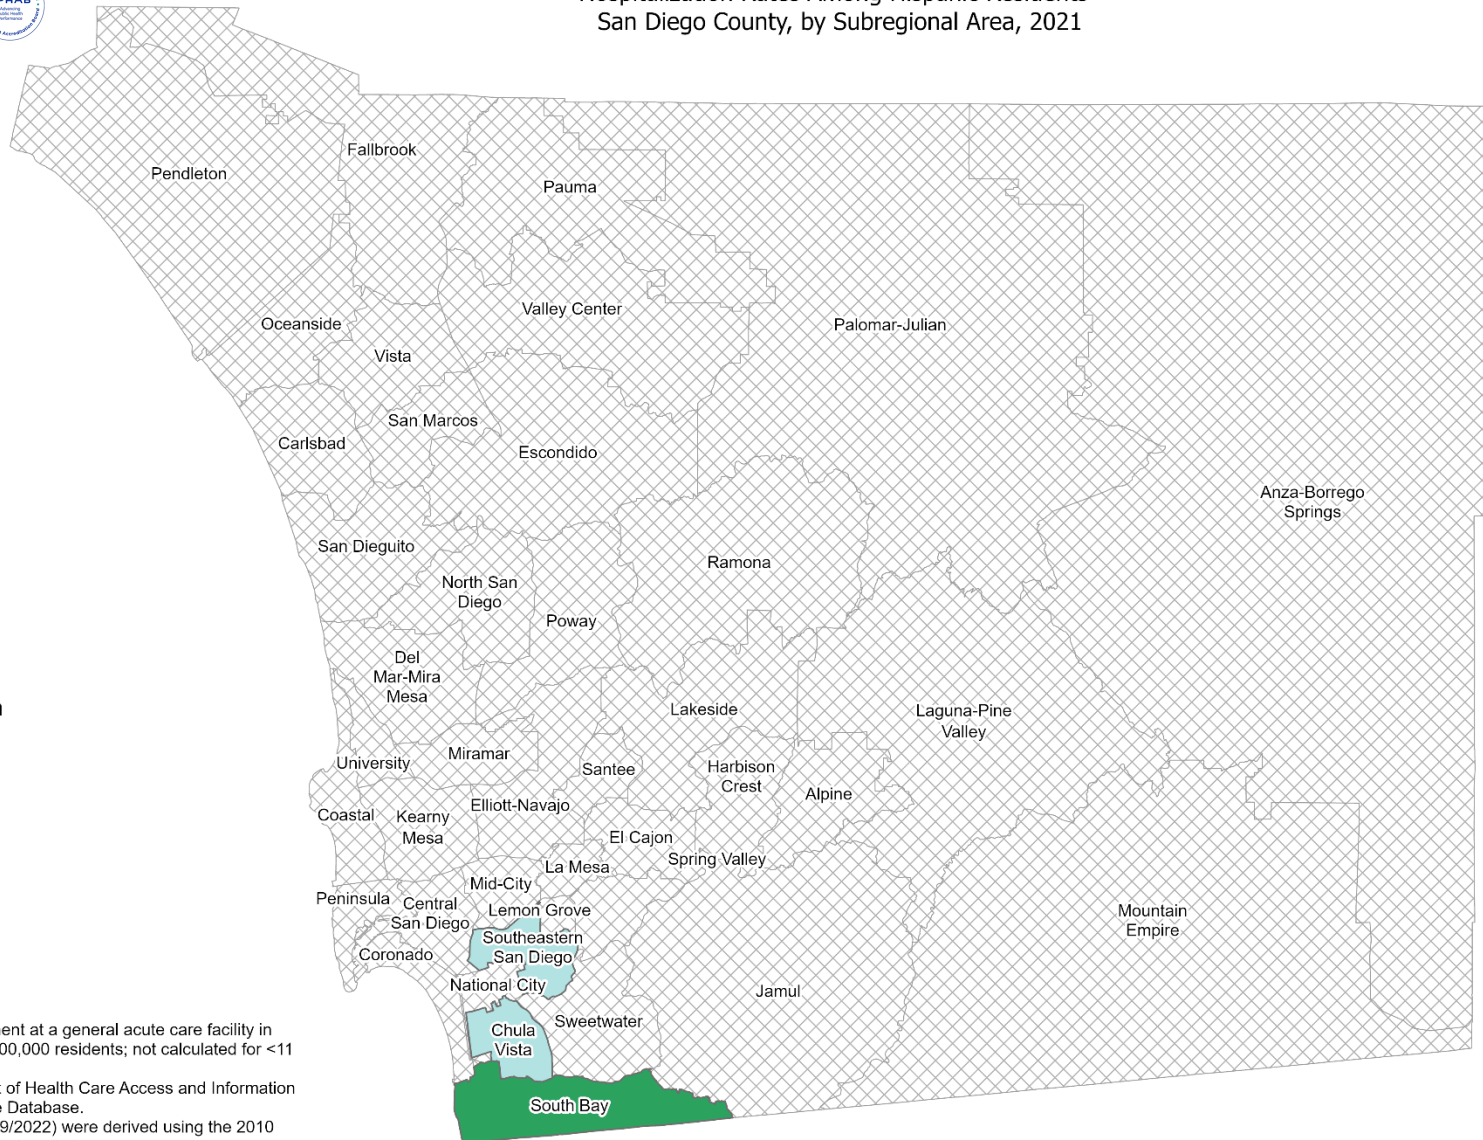 San Diego County, by Subregional Area, 2021
Fallbrook
Pendleton
Pauma
Valley Center
Oceanside
Palomar-Julian
Vista
San Marcos
Carlsbad
Escondido
Anza-Borrego
Springs
San Dieguito
Ramona
North San
Diego
Poway
Del
Mar-Mira
Mesa
Lakeside
Laguna-Pine
Valley
Miramar
University
Santee
Harbison
Crest
Alpine
Elliott-Navajo
Coastal
Kearny
Mesa
El Cajon
Spring Valley
La Mesa
Mid-City
Peninsula
Central
San Diego
Lemon Grove
Mountain
Empire
Southeastern
San Diego
Coronado
National City
Jamul
Sweetwater
Chula
Vista
South Bay
ent at a general acute care facility in
00,000 residents; not calculated for <11
of Health Care Access and Information
Database.
9/2022) were derived using the 2010